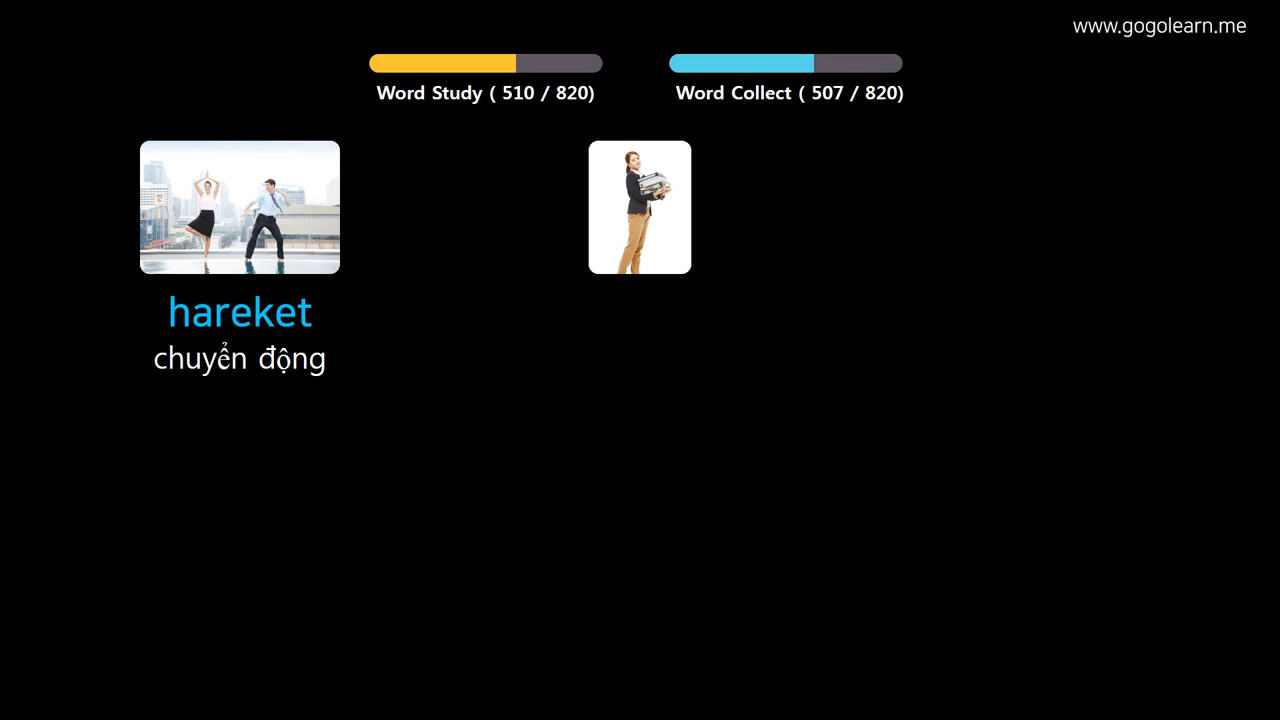 www.gogolearn.me
Word Study ( 510 / 820)
Word Collect ( 507 / 820)
hareket
chuyển động